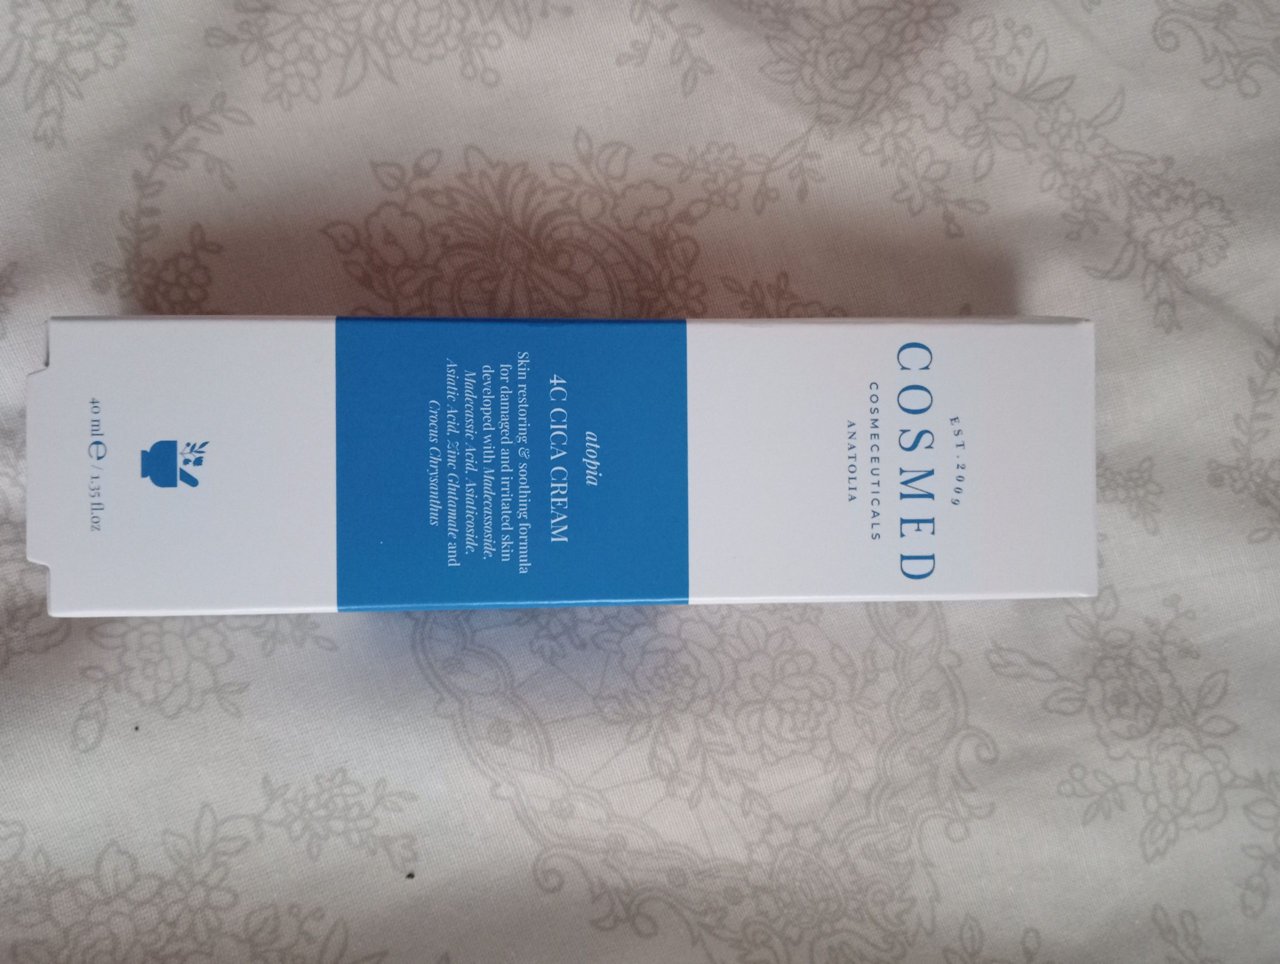 EST. 2009
COSMED
COSMECEUTICALS
ANATOLIA
atopia
4C CICA CREAM
Skin restoring & soothing formula
for damaged and irritated skin
developed with Madecassoside,
Madecassic Acid, Asiaticoside,
Asiatic Acid, Zinc Glutamate and
Crocus Chrysanthus
40 ml ℮ / 1.35 fl.oz